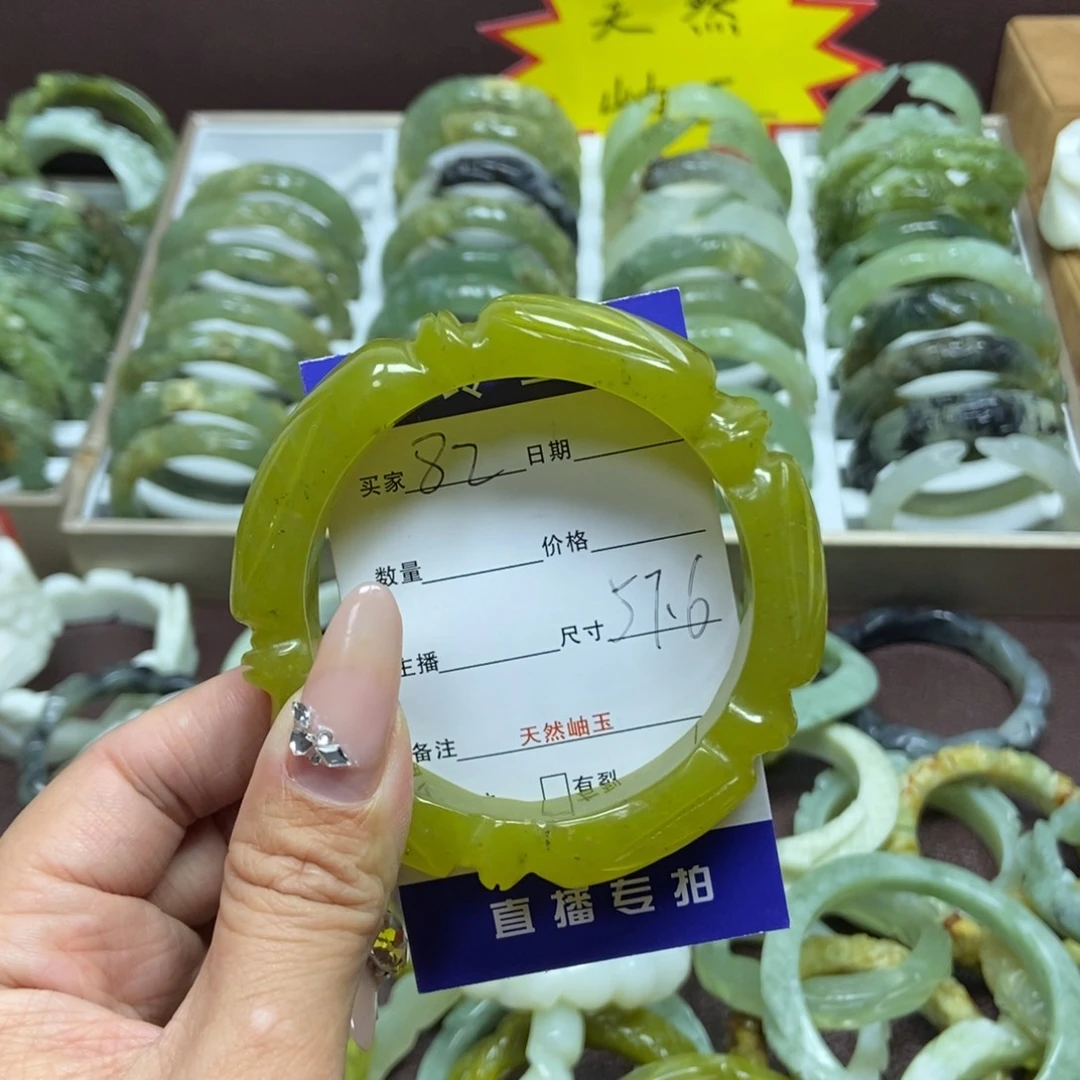 天然
买家 82 日期
数量 价格
主播 尺寸 57.6
备注 天然岫玉
有裂
直播专拍